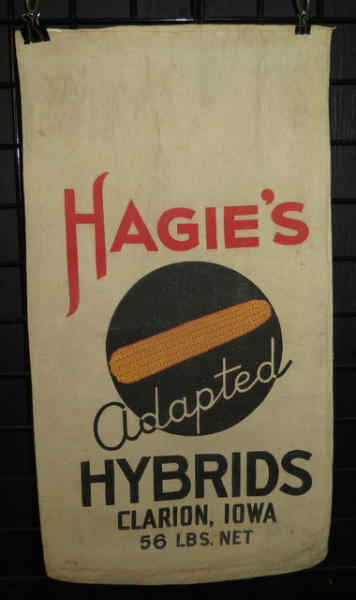 HAGIE'S
Adapted
HYBRIDS
CLARION, IOWA
56 LBS. NET